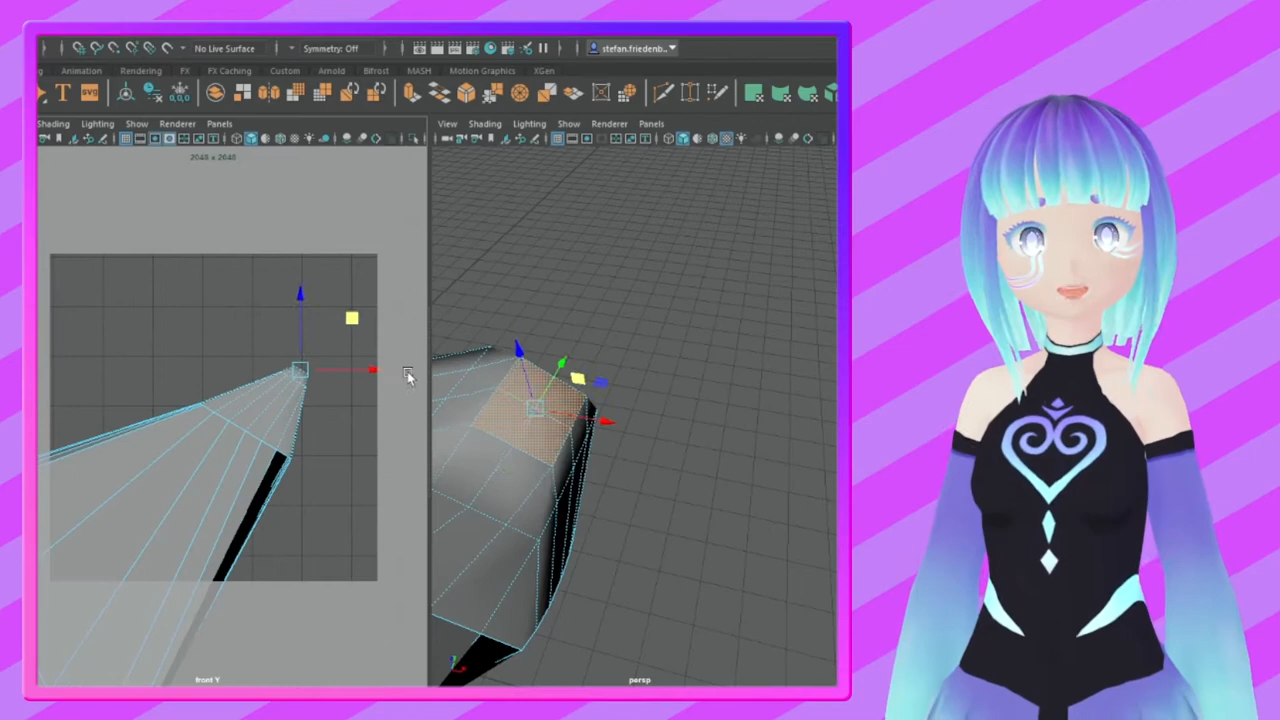 No Live Surface Symmetry: Off stefan.friedenb..
Animation Rendering FX FX Caching Custom Arnold Bifrost MASH Motion Graphics XGen
T SVG
Shading Lighting Show Renderer Panels
View Shading Lighting Show Renderer Panels
2048 x 2048
front Y
persp